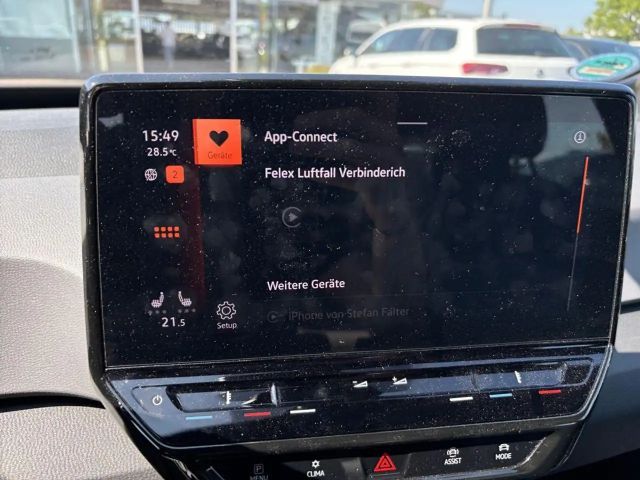 15:49
28.5°C
2
Geräte
App-Connect
Felex Luftfall Verbinderich
Weitere Geräte
iPhone von Stefan Falter
21.5
Setup
P
MENU
CLIMA
ASSIST
MODE